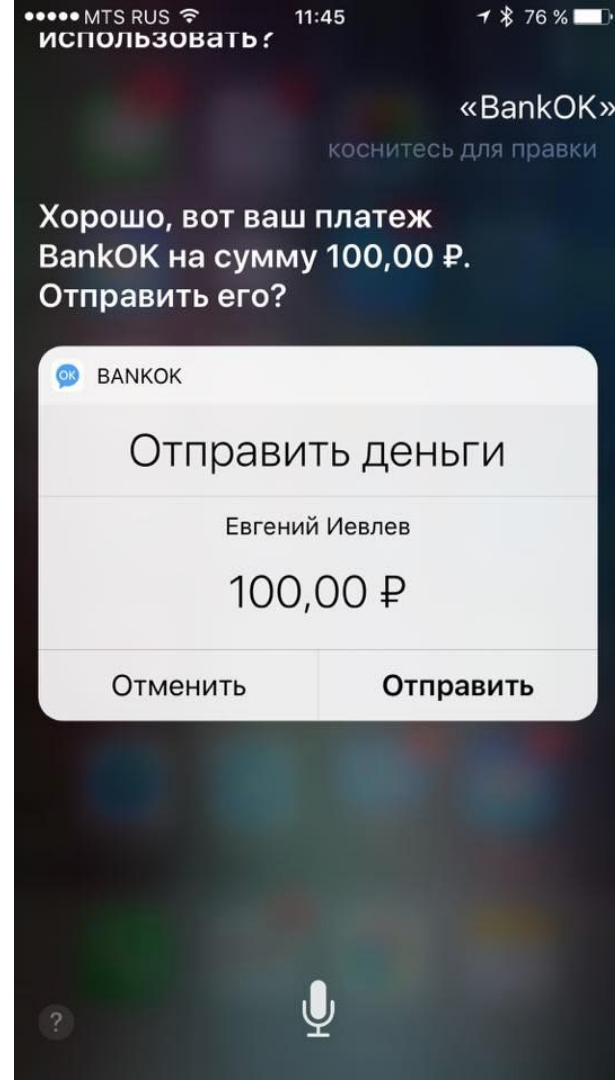 MTS RUS 11:45 76 %
использовать?
«BankOK»
коснитесь для правки
Хорошо, вот ваш платеж
BankOK на сумму 100,00 ₽.
Отправить его?
OK BANKOK
Отправить деньги
Евгений Иевлев
100,00 ₽
Отменить Отправить
?